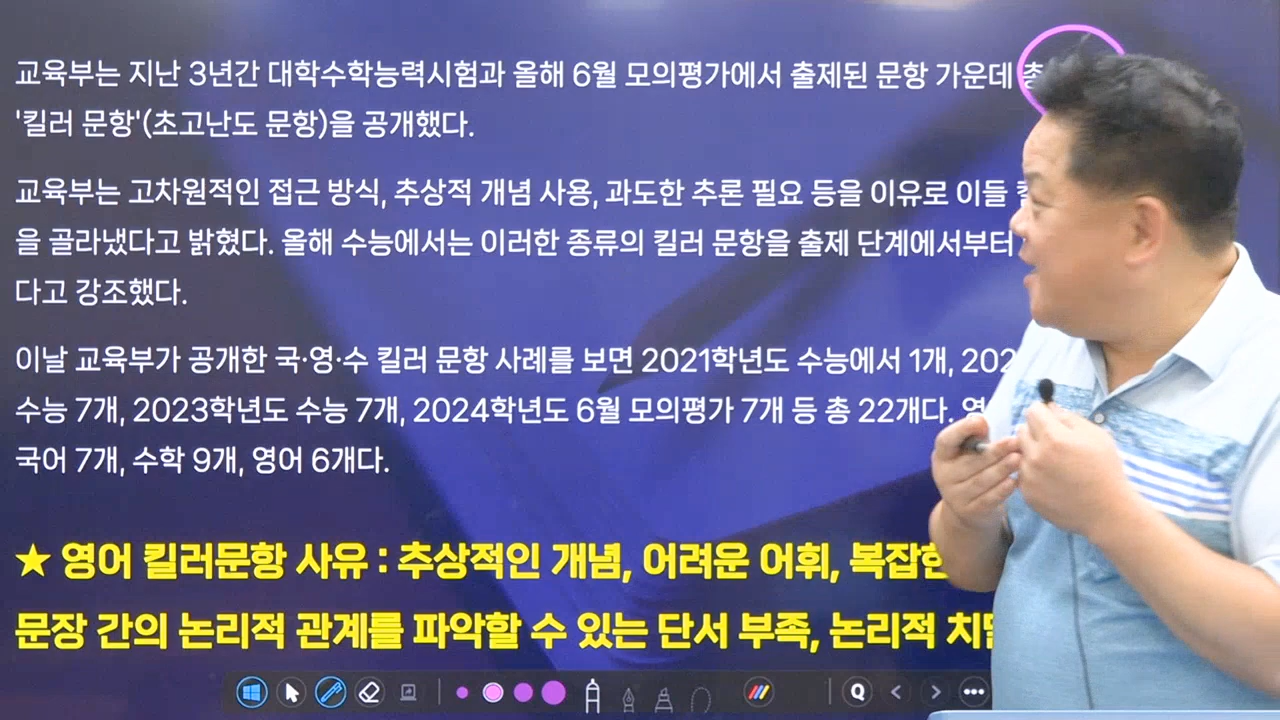 교육부는 지난 3년간 대학수학능력시험과 올해 6월 모의평가에서 출제된 문항 가운데 총
'킬러 문항'(초고난도 문항)을 공개했다.
교육부는 고차원적인 접근 방식, 추상적 개념 사용, 과도한 추론 필요 등을 이유로 이들
을 골라냈다고 밝혔다. 올해 수능에서는 이러한 종류의 킬러 문항을 출제 단계에서부터
다고 강조했다.
이날 교육부가 공개한 국·영·수 킬러 문항 사례를 보면 2021학년도 수능에서 1개,
수능 7개, 2023학년도 수능 7개, 2024학년도 6월 모의평가 7개 등 총 22개다.
국어 7개, 수학 9개, 영어 6개다.
★ 영어 킬러문항 사유 : 추상적인 개념, 어려운 어휘, 복잡한
문장 간의 논리적 관계를 파악할 수 있는 단서 부족, 논리적